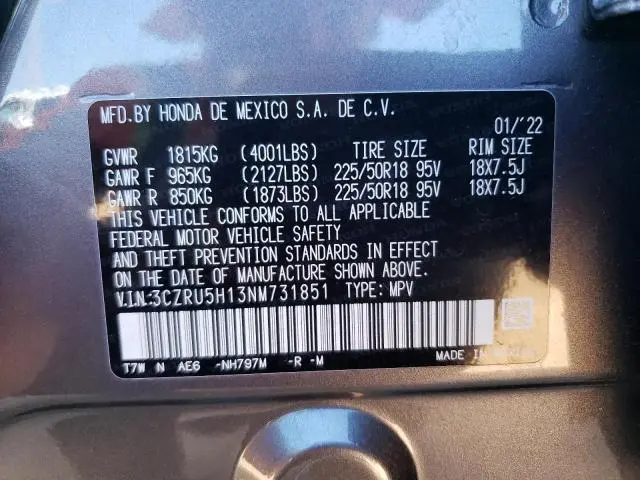 MFD. BY HONDA DE MEXICO S.A. DE C.V.
01/'22
GVWR 1815KG (4001LBS) TIRE SIZE RIM SIZE
GAWR F 965KG (2127LBS) 225/50R18 95V 18X7.5J
GAWR R 850KG (1873LBS) 225/50R18 95V 18X7.5J
THIS VEHICLE CONFORMS TO ALL APPLICABLE
FEDERAL MOTOR VEHICLE SAFETY
AND THEFT PREVENTION STANDARDS IN EFFECT
ON THE DATE OF MANUFACTURE SHOWN ABOVE.
V.I.N.:3CZRU5H13NM731851 TYPE: MPV
T7W N AE6 -NH797M -R -M MADE IN